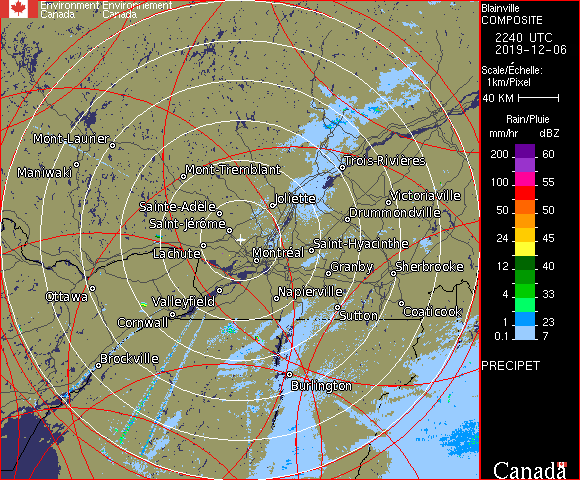 Environment Environnement
Canada Canada
Blainville
COMPOSITE
2240 UTC
2019-12-06
Scale/Échelle:
1km/Pixel
40 KM
Rain/Pluie
mm/hr dBZ
200 60
100 55
50 50
24 45
12 40
4 33
1 23
0.1 7
PRECIPET
Canada
Mont-Laurier
Maniwaki
Mont-Tremblant
Trois-Rivières
Joliette
Victoriaville
Sainte-Adèle
Drummondville
Saint-Jérôme
Lachute
Montréal
Saint-Hyacinthe
Granby
Sherbrooke
Ottawa
Valleyfield
Napierville
Cornwall
Sutton
Coaticook
Brockville
Burlington